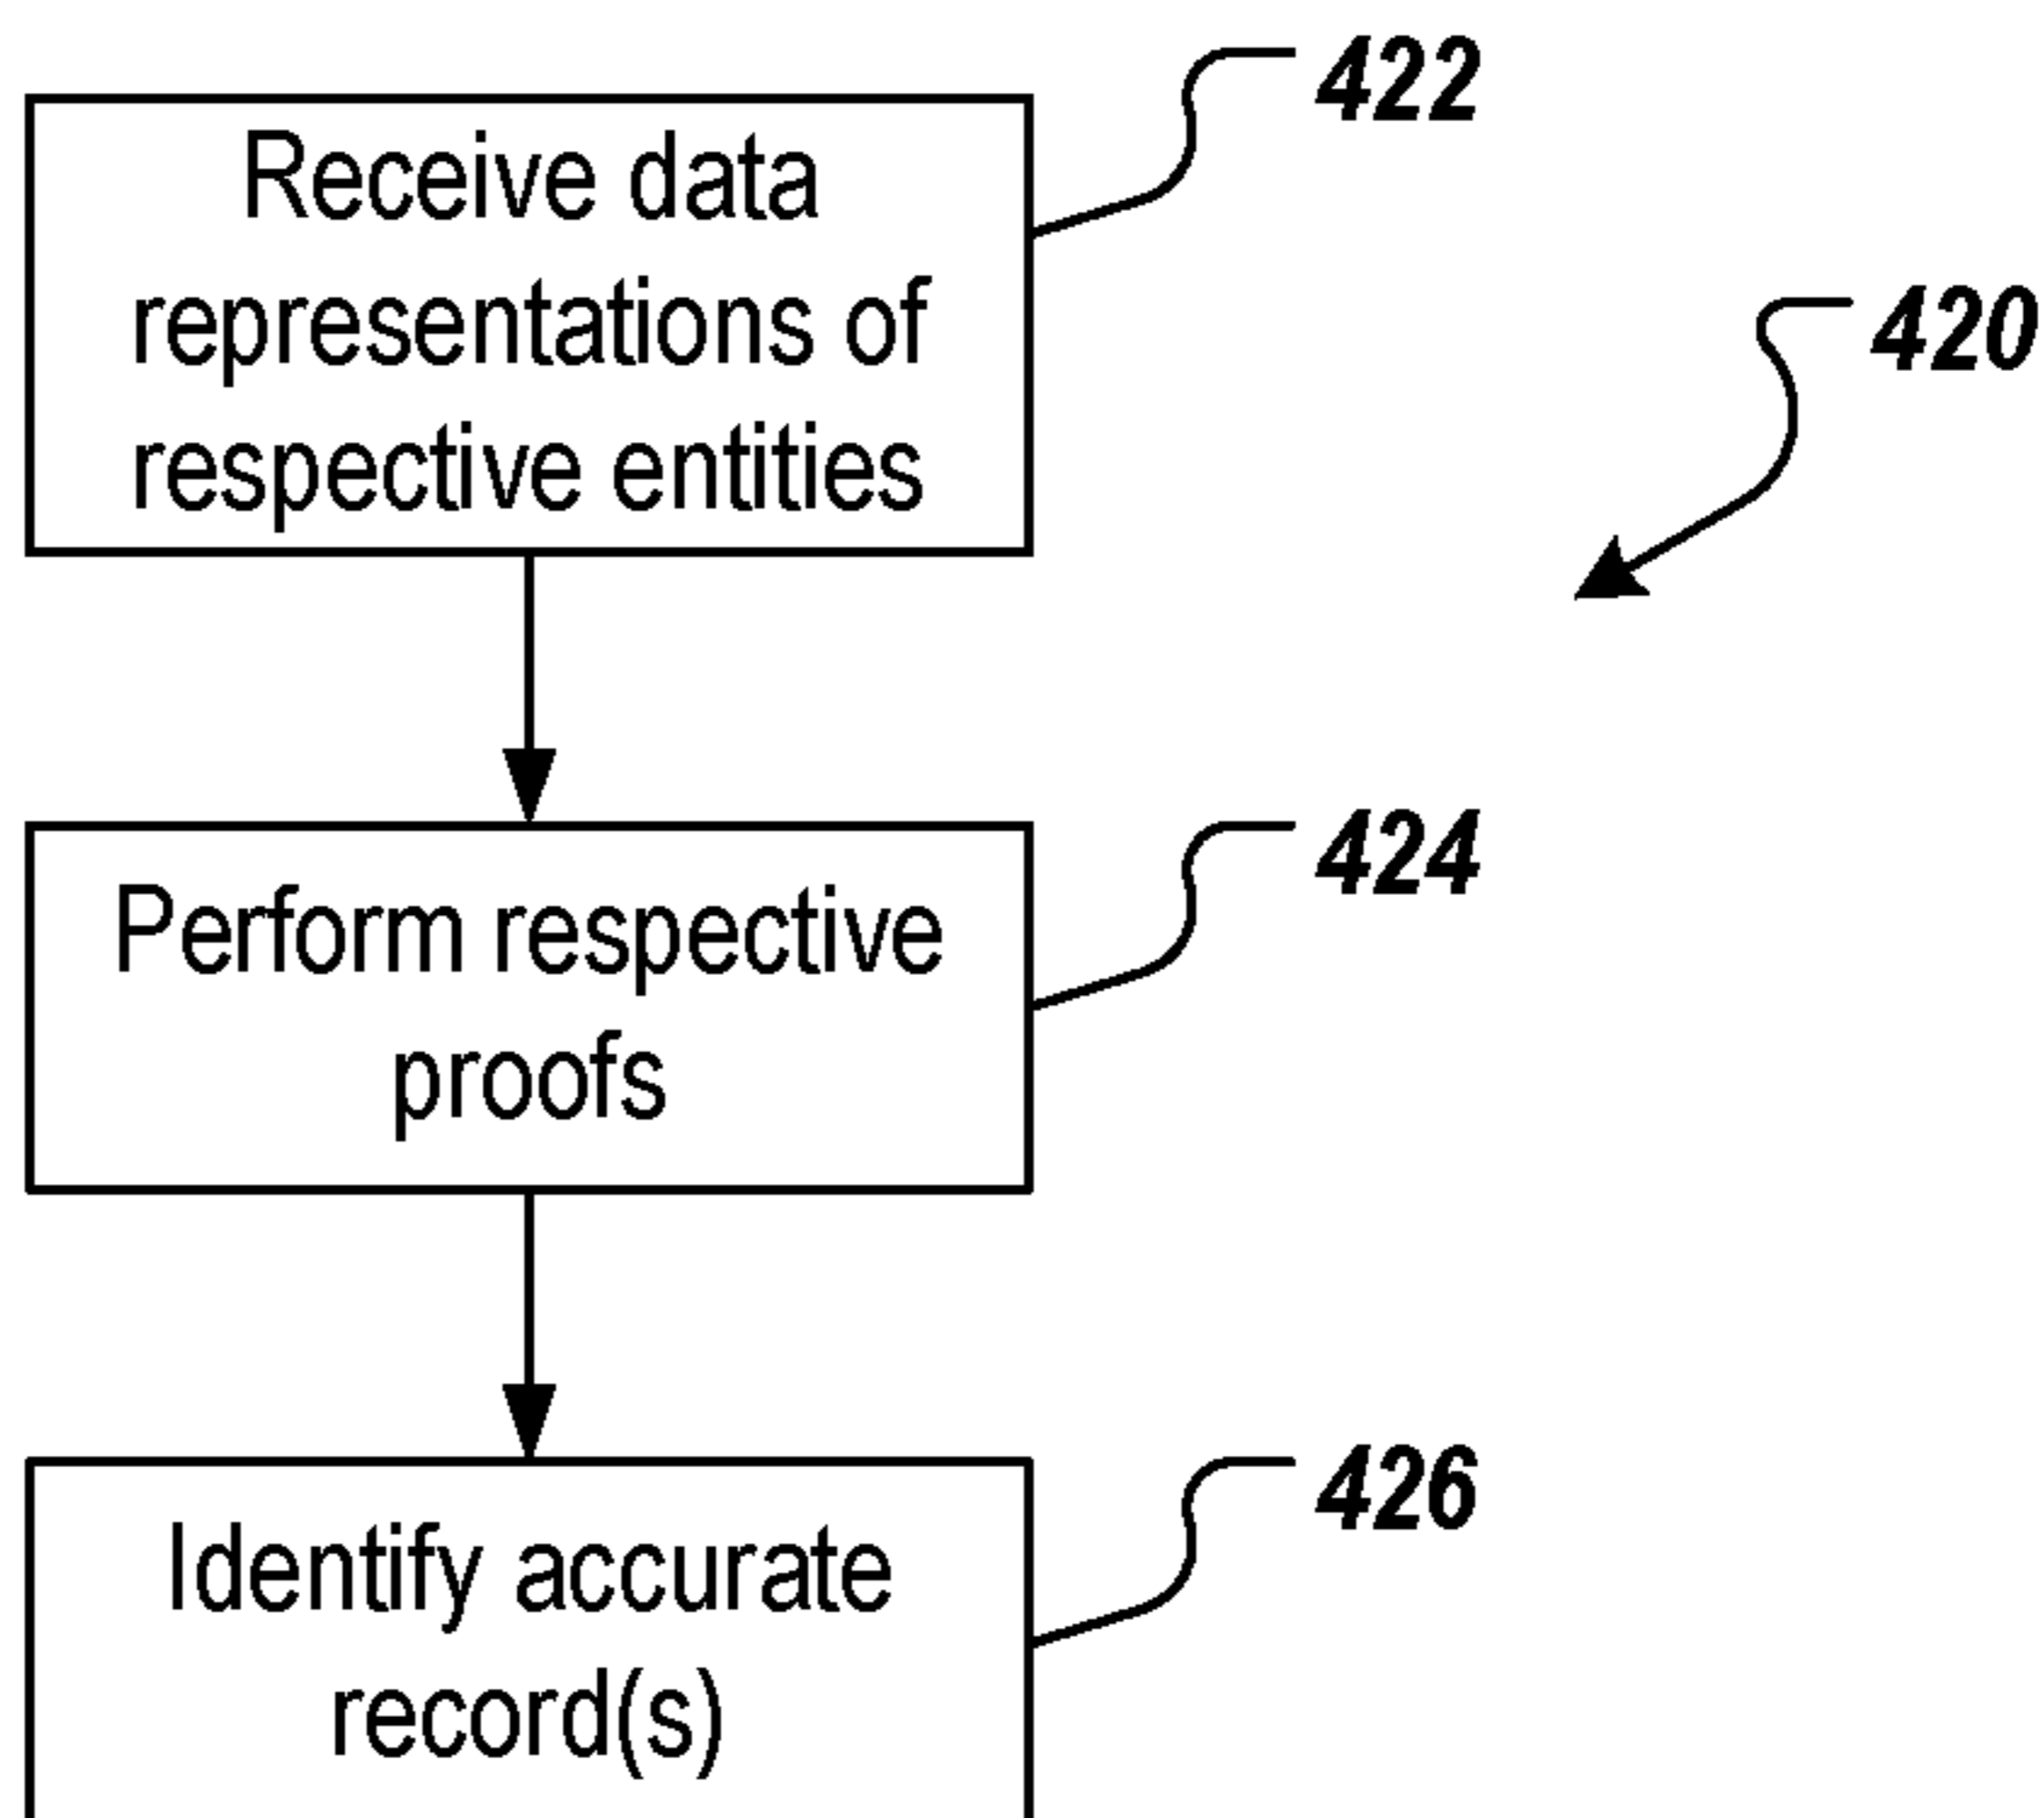 422
Receive data
representations of
respective entities
420
424
Perform respective
proofs
426
Identify accurate
record(s)